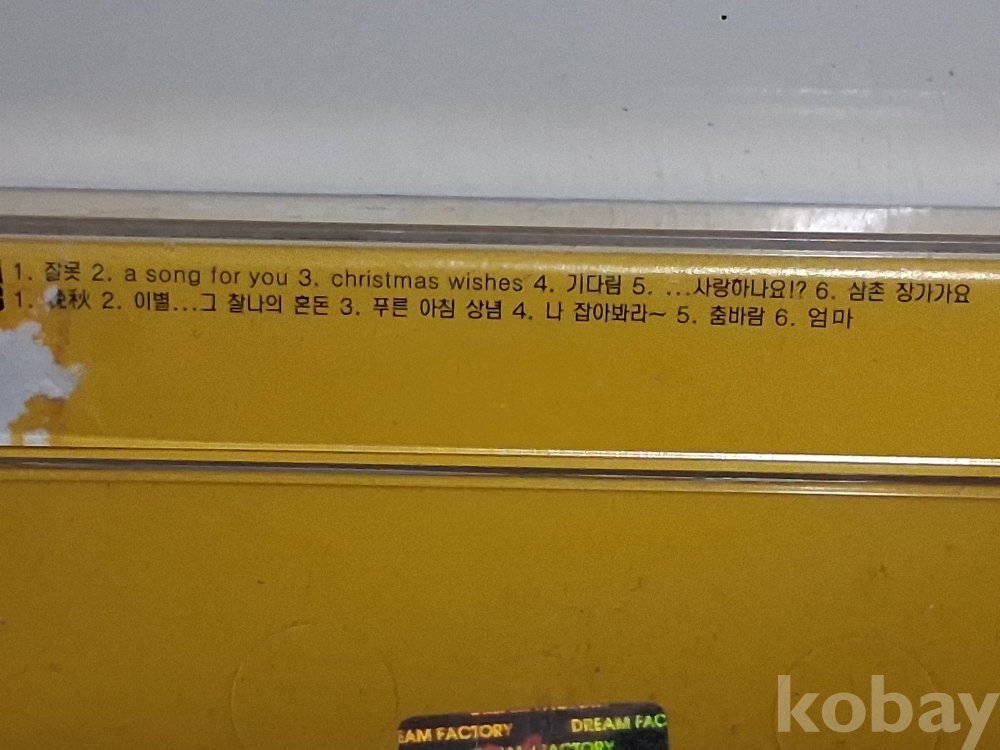 1. 잘못 2. a song for you 3. christmas wishes 4. 기다림 5. ...사랑하나요!? 6. 삼촌 장가가요
1. 晩秋 2. 이별...그 찰나의 혼돈 3. 푸른 아침 상념 4. 나 잡아봐라~ 5. 춤바람 6. 엄마
EAM FACTORY DREAM FAC
FACTORY
kobay